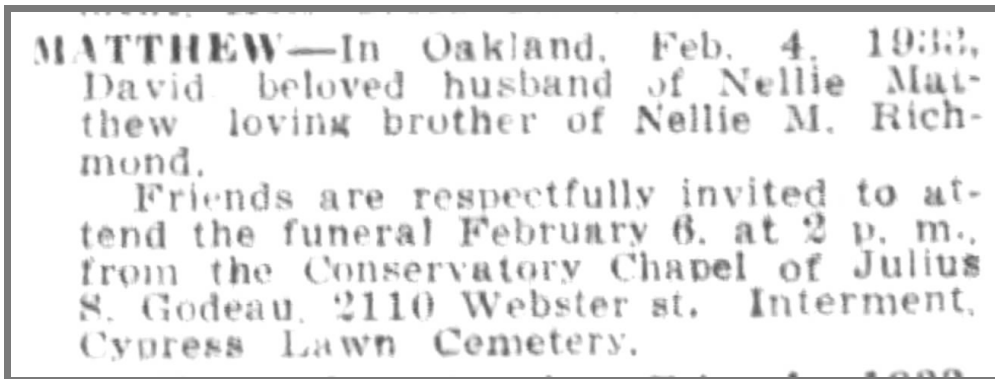 MATTHEW—In Oakland, Feb. 4, 1933,
David beloved husband of Nellie Mat-
thew loving brother of Nellie M. Rich-
mond.
Friends are respectfully invited to at-
tend the funeral February 6, at 2 p. m.,
from the Conservatory Chapel of Julius
S. Godeau, 2110 Webster st. Interment,
Cypress Lawn Cemetery.